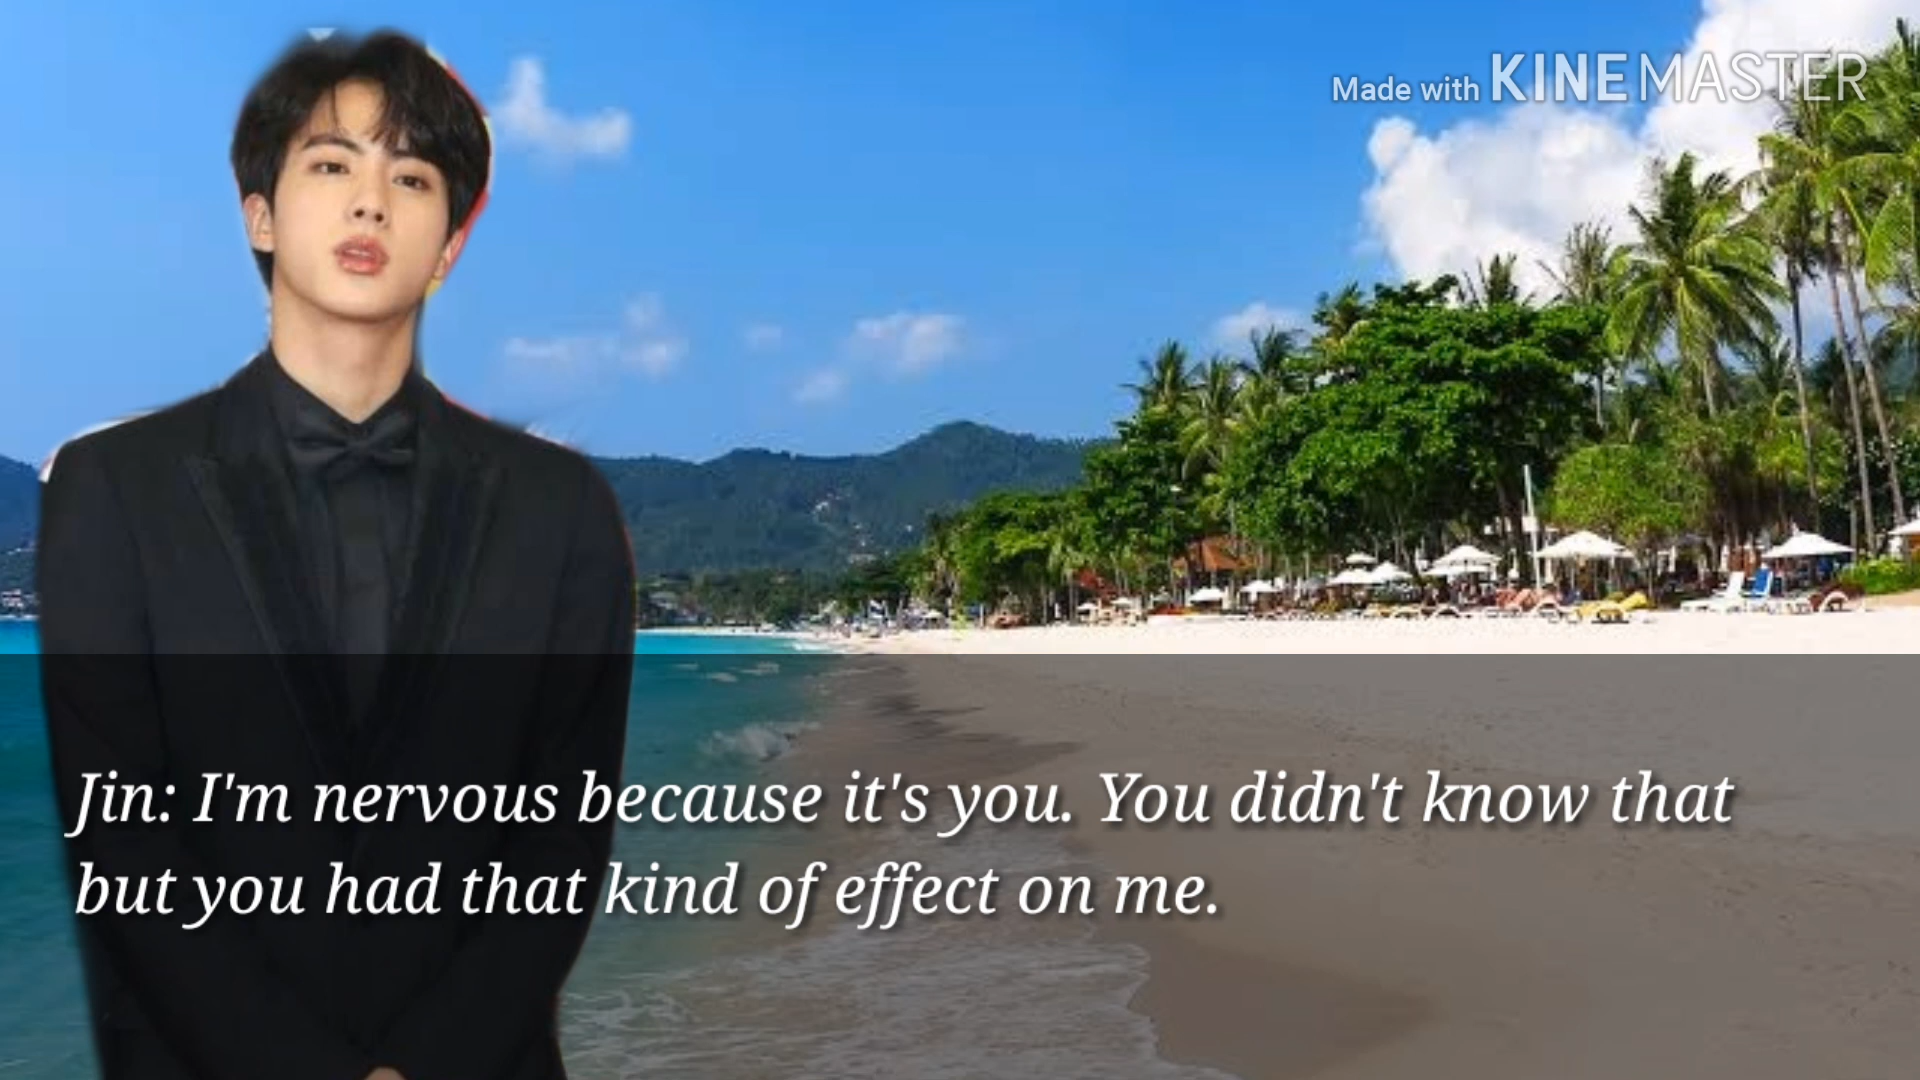 Made with KINEMASTER
Jin: I'm nervous because it's you. You didn't know that
but you had that kind of effect on me.